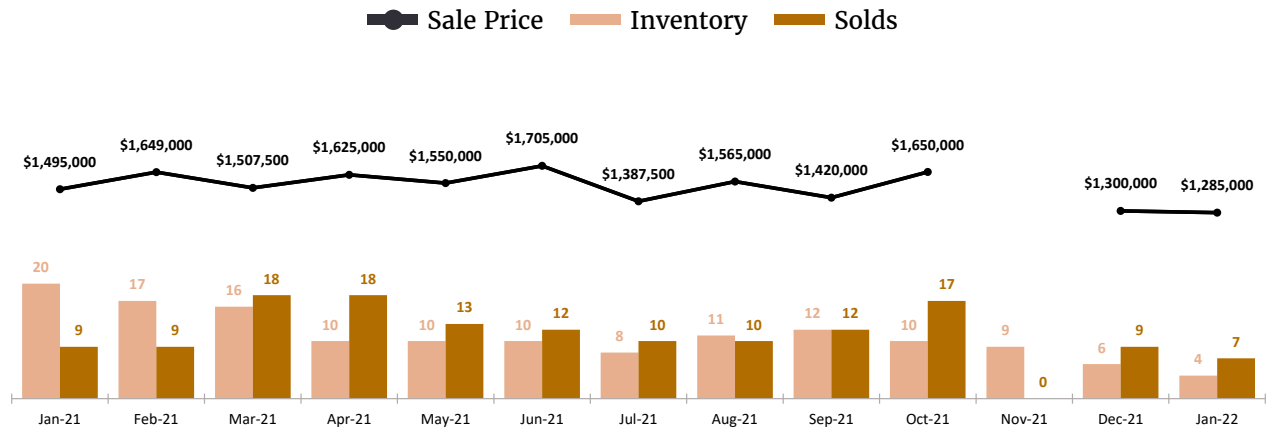 Sale Price Inventory Solds
$1,495,000 $1,649,000 $1,507,500 $1,625,000 $1,550,000 $1,705,000 $1,387,500 $1,565,000 $1,420,000 $1,650,000 $1,300,000 $1,285,000
20 9 17 9 16 18 10 18 10 13 10 12 8 10 11 10 12 12 10 17 9 0 6 9 4 7
Jan-21 Feb-21 Mar-21 Apr-21 May-21 Jun-21 Jul-21 Aug-21 Sep-21 Oct-21 Nov-21 Dec-21 Jan-22